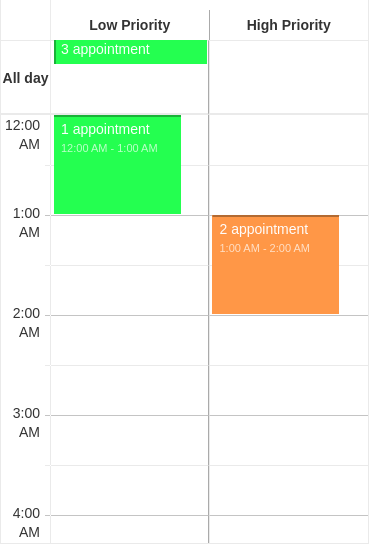 Low Priority High Priority
3 appointment
All day
12:00 AM
1 appointment
12:00 AM - 1:00 AM
1:00 AM
2 appointment
1:00 AM - 2:00 AM
2:00 AM
3:00 AM
4:00 AM